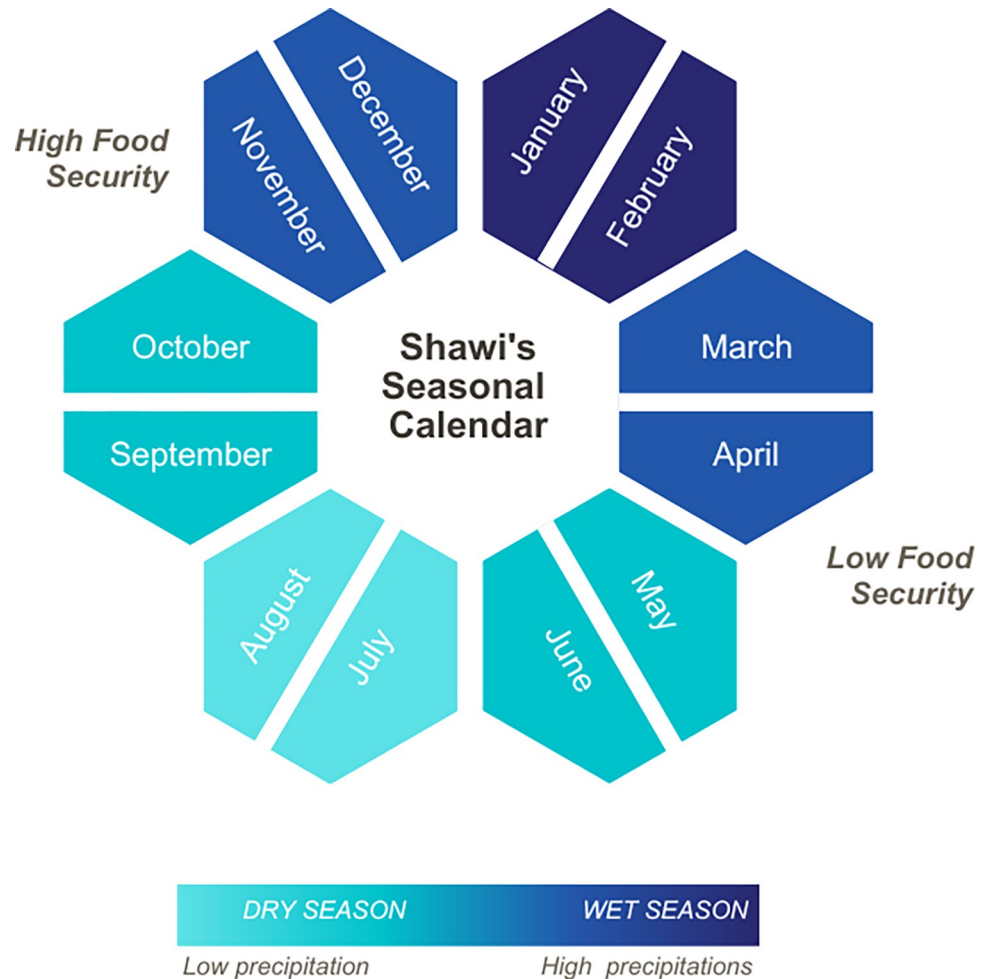 December
January
November
February
High Food
Security
October
March
Shawi's
Seasonal
Calendar
September
April
Low Food
Security
August
May
July
June
DRY SEASON
WET SEASON
Low precipitation
High precipitations